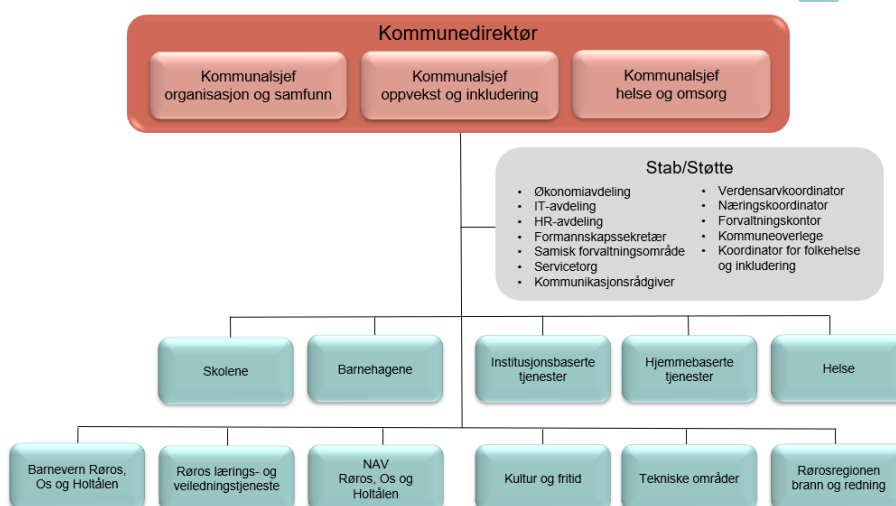 Kommunedirektør
Kommunalsjef
organisasjon og samfunn
Kommunalsjef
oppvekst og inkludering
Kommunalsjef
helse og omsorg
Stab/Støtte
• Økonomiavdeling
• IT-avdeling
• HR-avdeling
• Formannskapssekretær
• Samisk forvaltningsområde
• Servicetorg
• Kommunikasjonsrådgiver
• Verdensarvkoordinator
• Næringskoordinator
• Forvaltningskontor
• Kommuneoverlege
• Koordinator for folkehelse
og inkludering
Skolene
Barnehagene
Institusjonsbaserte
tjenester
Hjemmebaserte
tjenester
Helse
Barnevern Røros,
Os og Holtålen
Røros lærings- og
veiledningstjeneste
NAV
Røros, Os og
Holtålen
Kultur og fritid
Tekniske områder
Rørosregionen
brann og redning